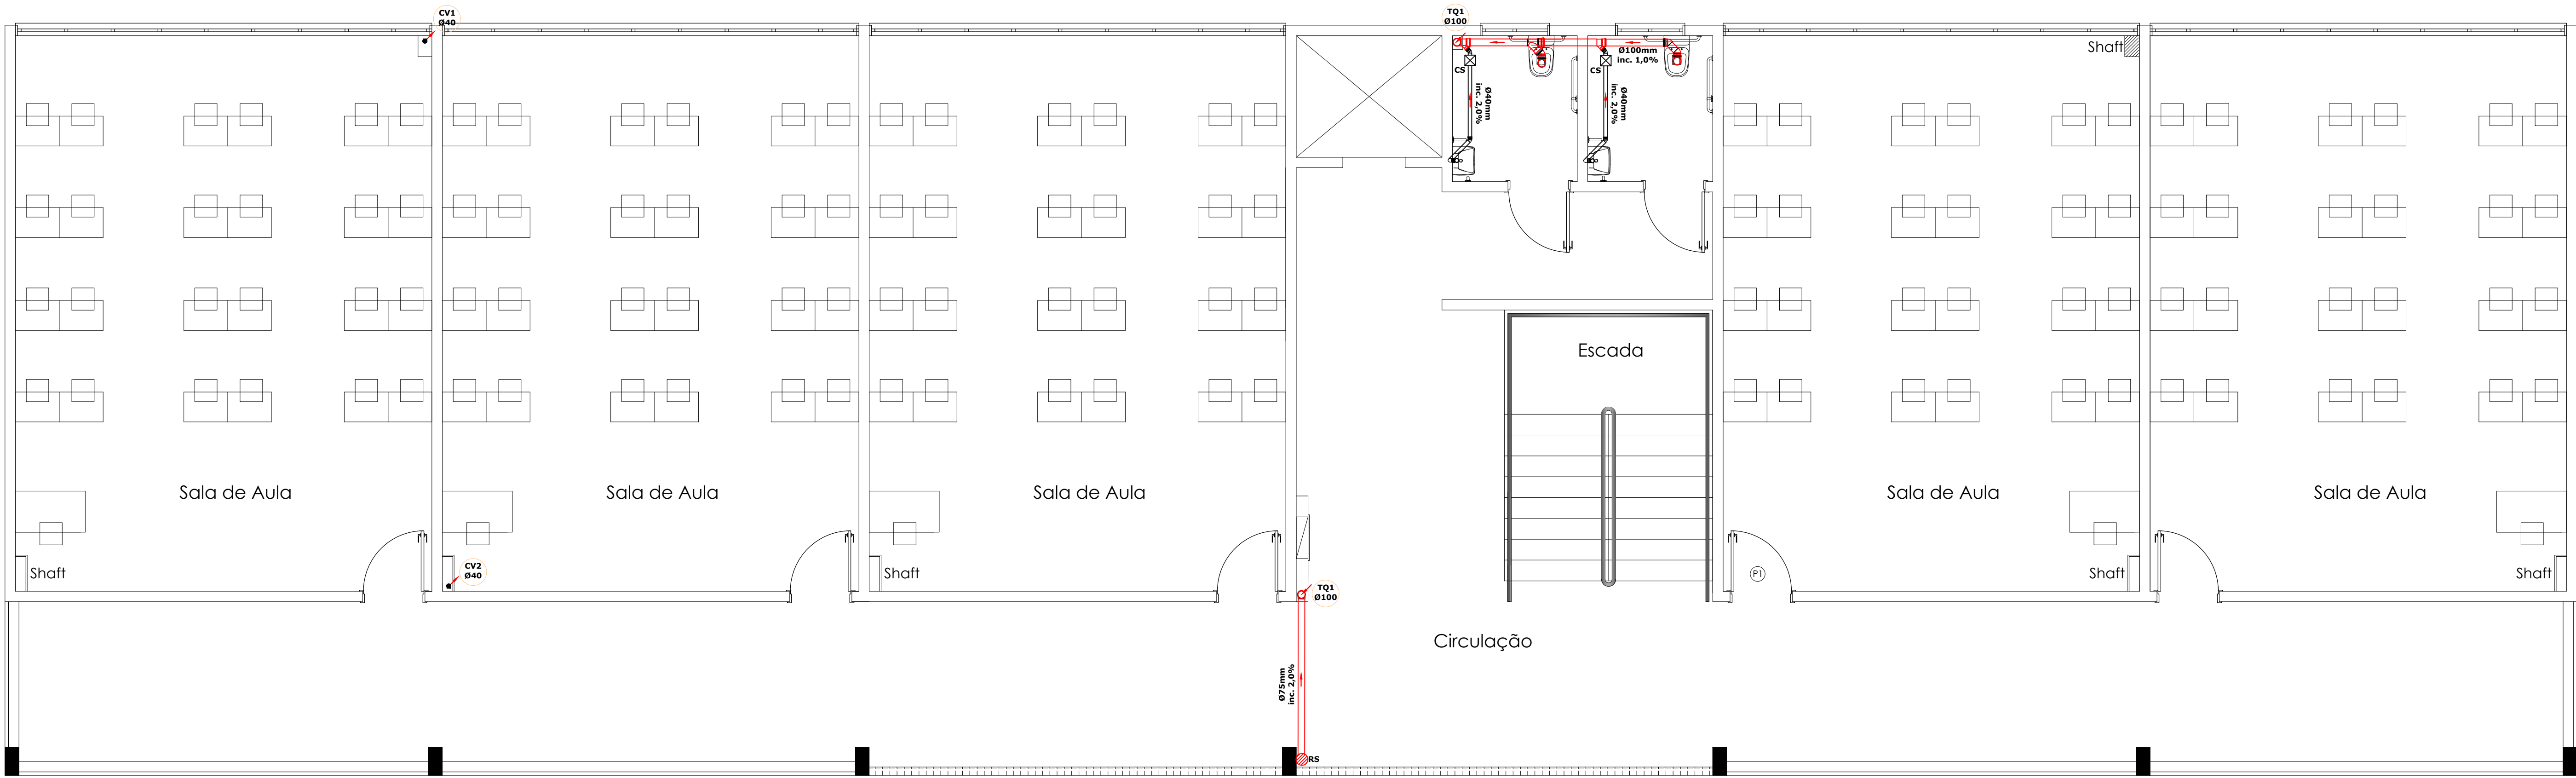 CV1
Ø40
TQ1
Ø100
Shaft
Ø100mm
inc. 1,0%
CS
CS
Ø40mm
inc. 2,0%
Ø40mm
inc. 2,0%
Escada
Sala de Aula
Sala de Aula
Sala de Aula
Sala de Aula
Sala de Aula
Shaft
CV2
Ø40
Shaft
P1
Shaft
Shaft
TQ1
Ø100
Circulação
Ø75mm
inc. 2,0%
RS